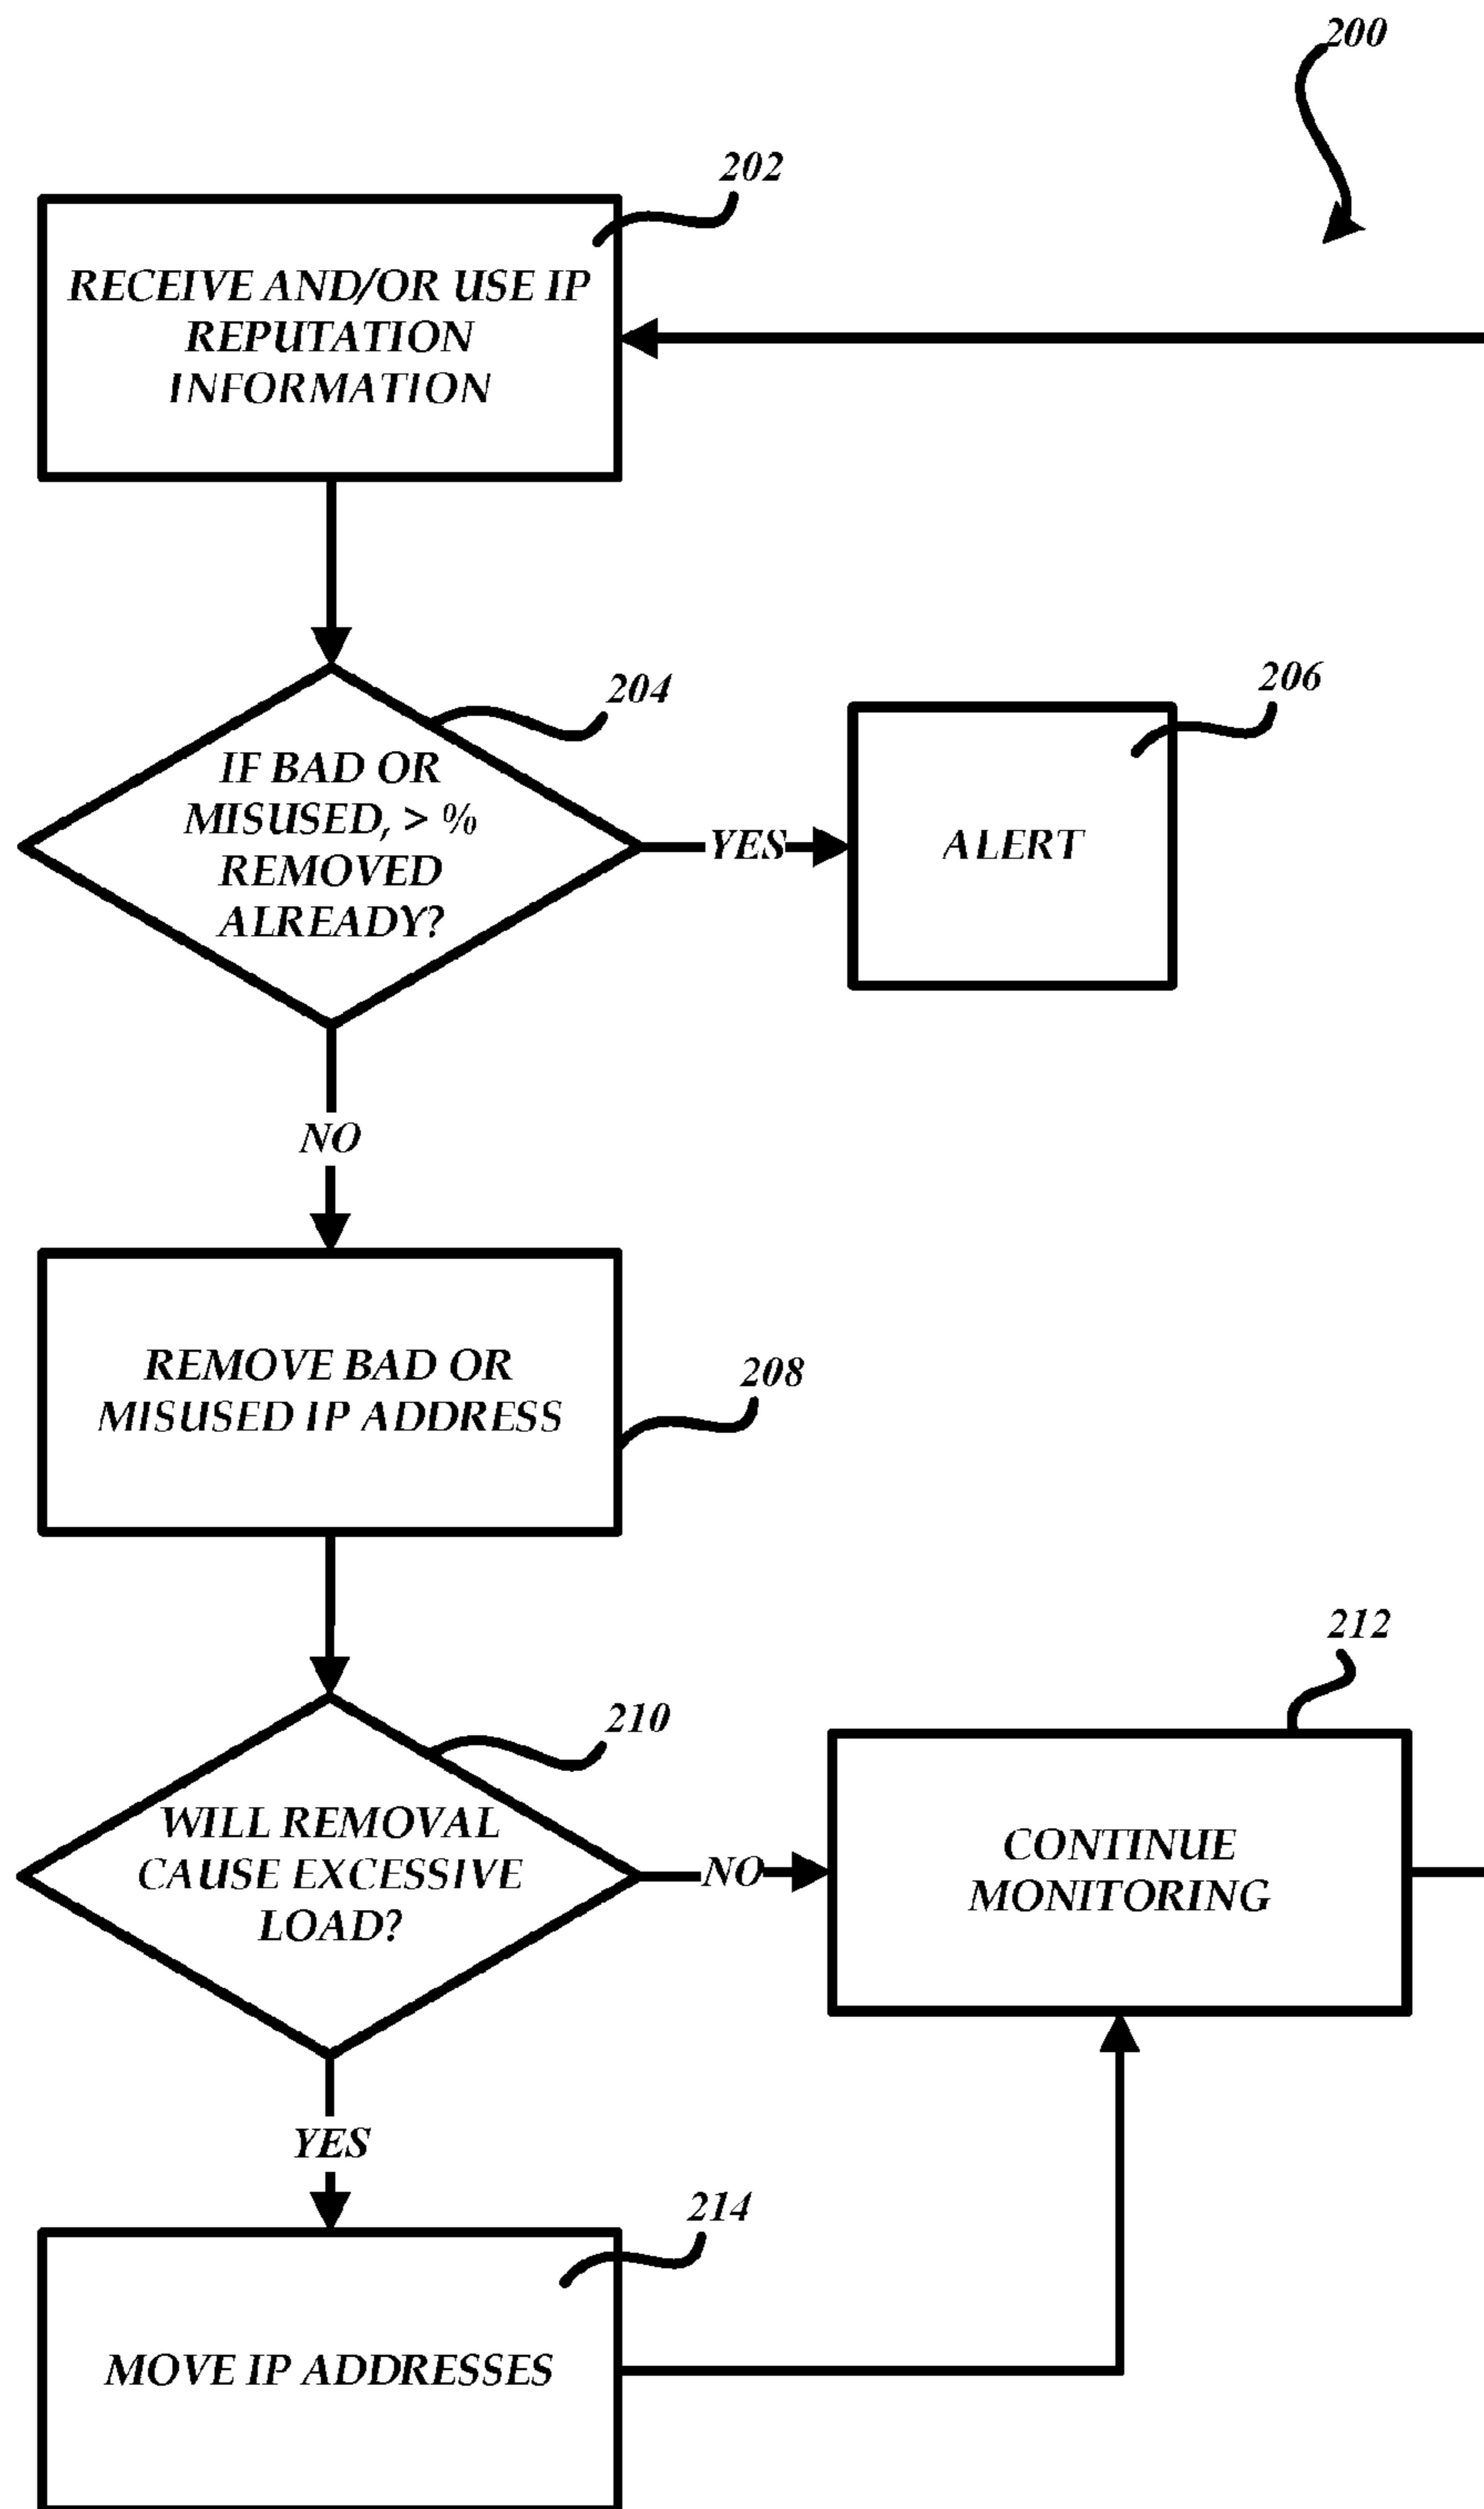 200
202
RECEIVE AND/OR USE IP
REPUTATION
INFORMATION
204
IF BAD OR
MISUSED, > %
REMOVED
ALREADY?
YES
206
ALERT
NO
REMOVE BAD OR
MISUSED IP ADDRESS
208
210
WILL REMOVAL
CAUSE EXCESSIVE
LOAD?
NO
212
CONTINUE
MONITORING
YES
214
MOVE IP ADDRESSES